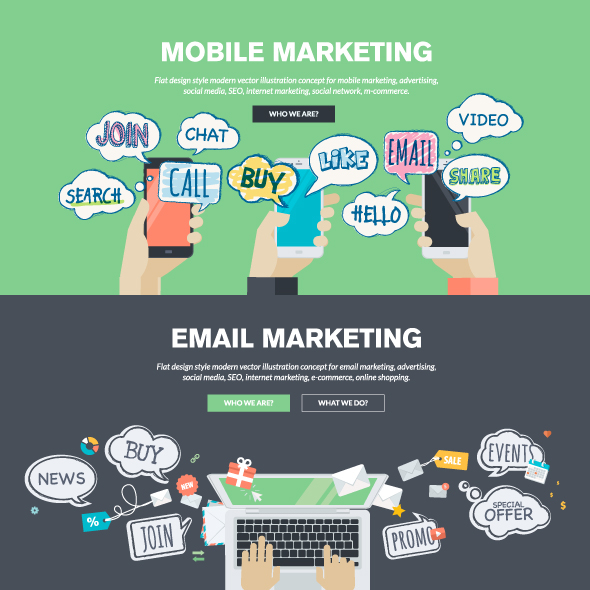 MOBILE MARKETING
Flat design style modern vector illustration concept for mobile marketing, advertising,
social media, SEO, internet marketing, social network, m-commerce.
WHO WE ARE?
JOIN
CHAT
VIDEO
LIKE
EMAIL
SEARCH
CALL
BUY
SHARE
HELLO
EMAIL MARKETING
Flat design style modern vector illustration concept for email marketing, advertising,
social media, SEO, internet marketing, e-commerce, online shopping.
WHO WE ARE?
WHAT WE DO?
BUY
EVENTS
SALE
NEWS
NEW
SPECIAL
OFFER
%
JOIN
PROMO
$
$
$